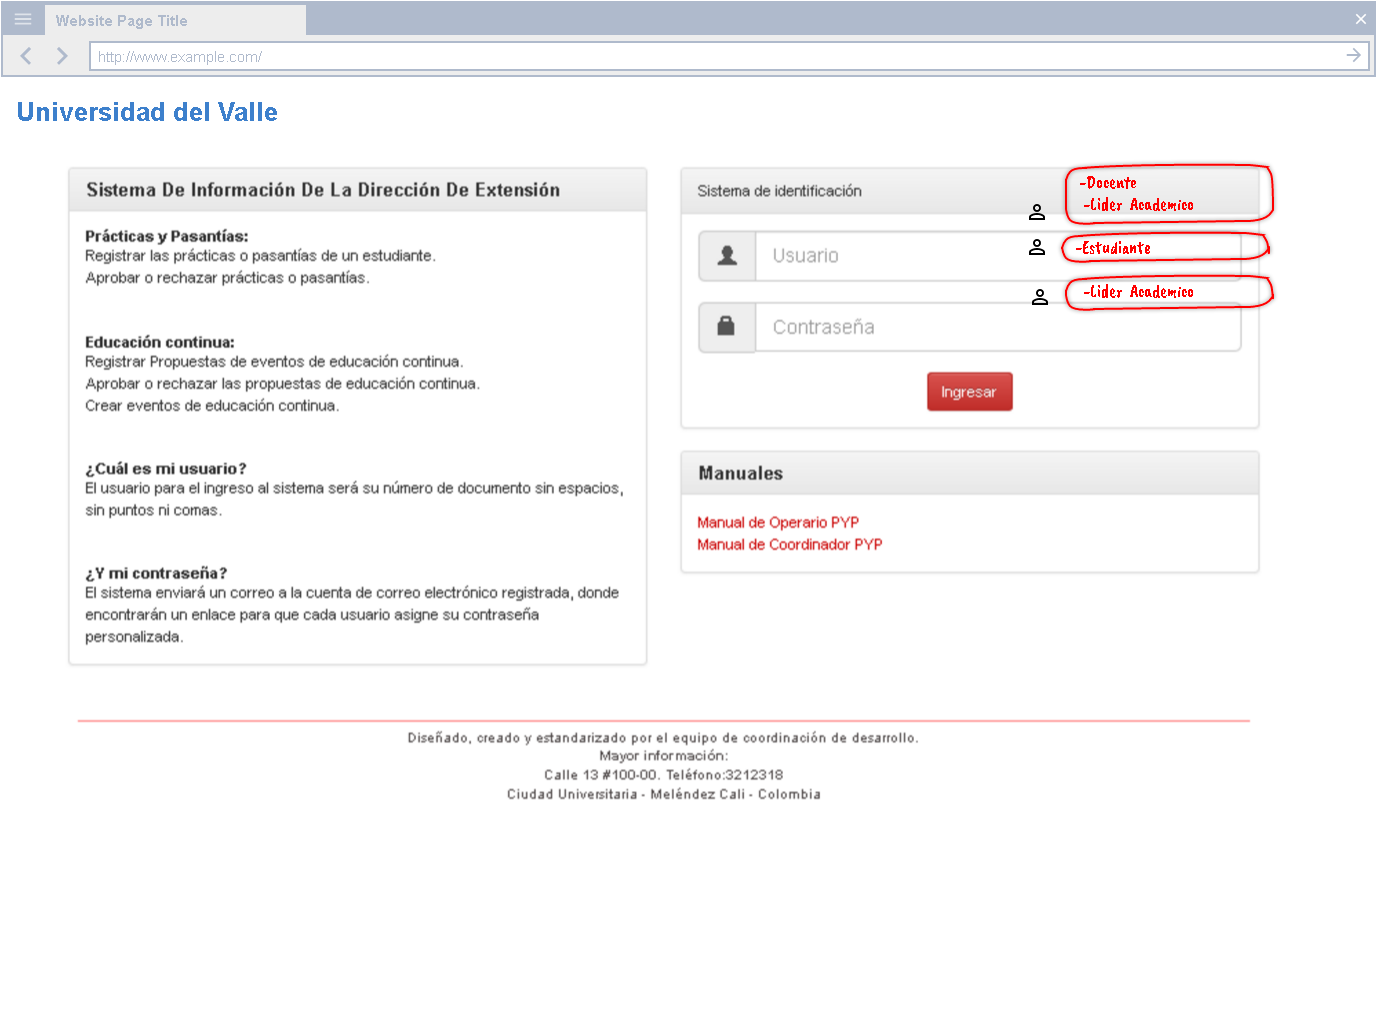 Website Page Title
http://www.example.com/
Universidad del Valle
Sistema De Información De La Dirección De Extensión
Prácticas y Pasantías:
Registrar las prácticas o pasantías de un estudiante.
Aprobar o rechazar prácticas o pasantías.
Educación continua:
Registrar Propuestas de eventos de educación continua.
Aprobar o rechazar las propuestas de educación continua.
Crear eventos de educación continua.
¿Cuál es mi usuario?
El usuario para el ingreso al sistema será su número de documento sin espacios,
sin puntos ni comas.
¿Y mi contraseña?
El sistema enviará un correo a la cuenta de correo electrónico registrada, donde
encontrarán un enlace para que cada usuario asigne su contraseña
personalizada.
Sistema de identificación
-Docente
-Lider Academico
Usuario
-Estudiante
-Lider Academico
Contraseña
Ingresar
Manuales
Manual de Operario PYP
Manual de Coordinador PYP
Diseñado, creado y estandarizado por el equipo de coordinación de desarrollo.
Mayor información:
Calle 13 #100-00. Teléfono:3212318
Ciudad Universitaria - Meléndez Cali - Colombia